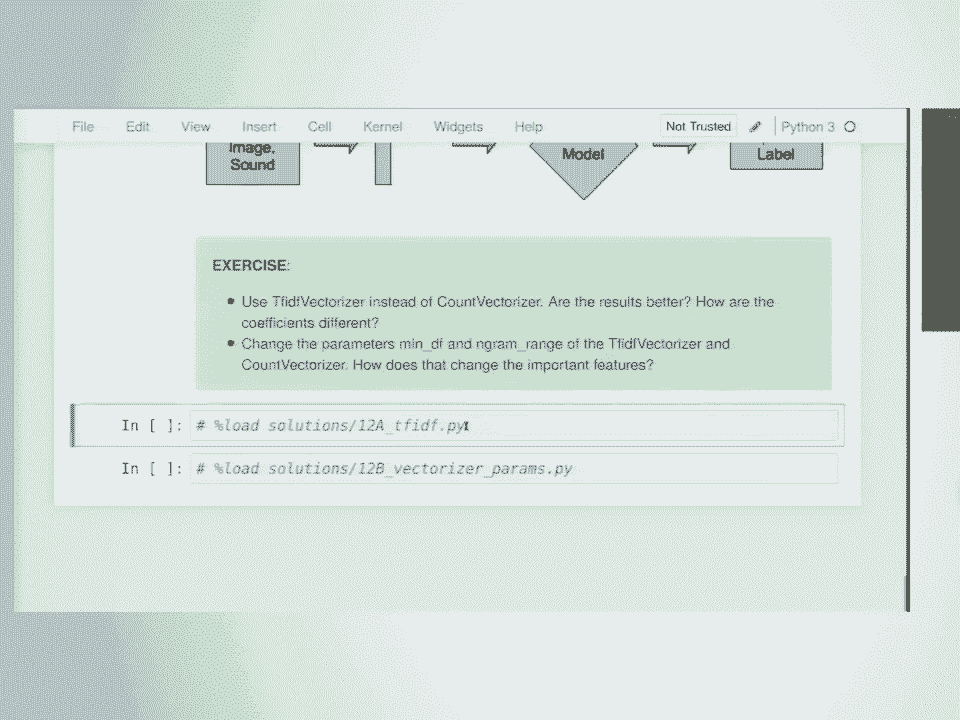 File Edit View Insert Cell Kernel Widgets Help Not Trusted Python 3
Image,
Sound
Model
Label
EXERCISE:
Use TfidfVectorizer instead of CountVectorizer. Are the results better? How are the
coefficients different?
Change the parameters min_df and ngram_range of the TfidfVectorizer and
CountVectorizer. How does that change the important features?
In [ ]: # %load solutions/12A_tfidf.py
In [ ]: # %load solutions/12B_vectorizer_params.py